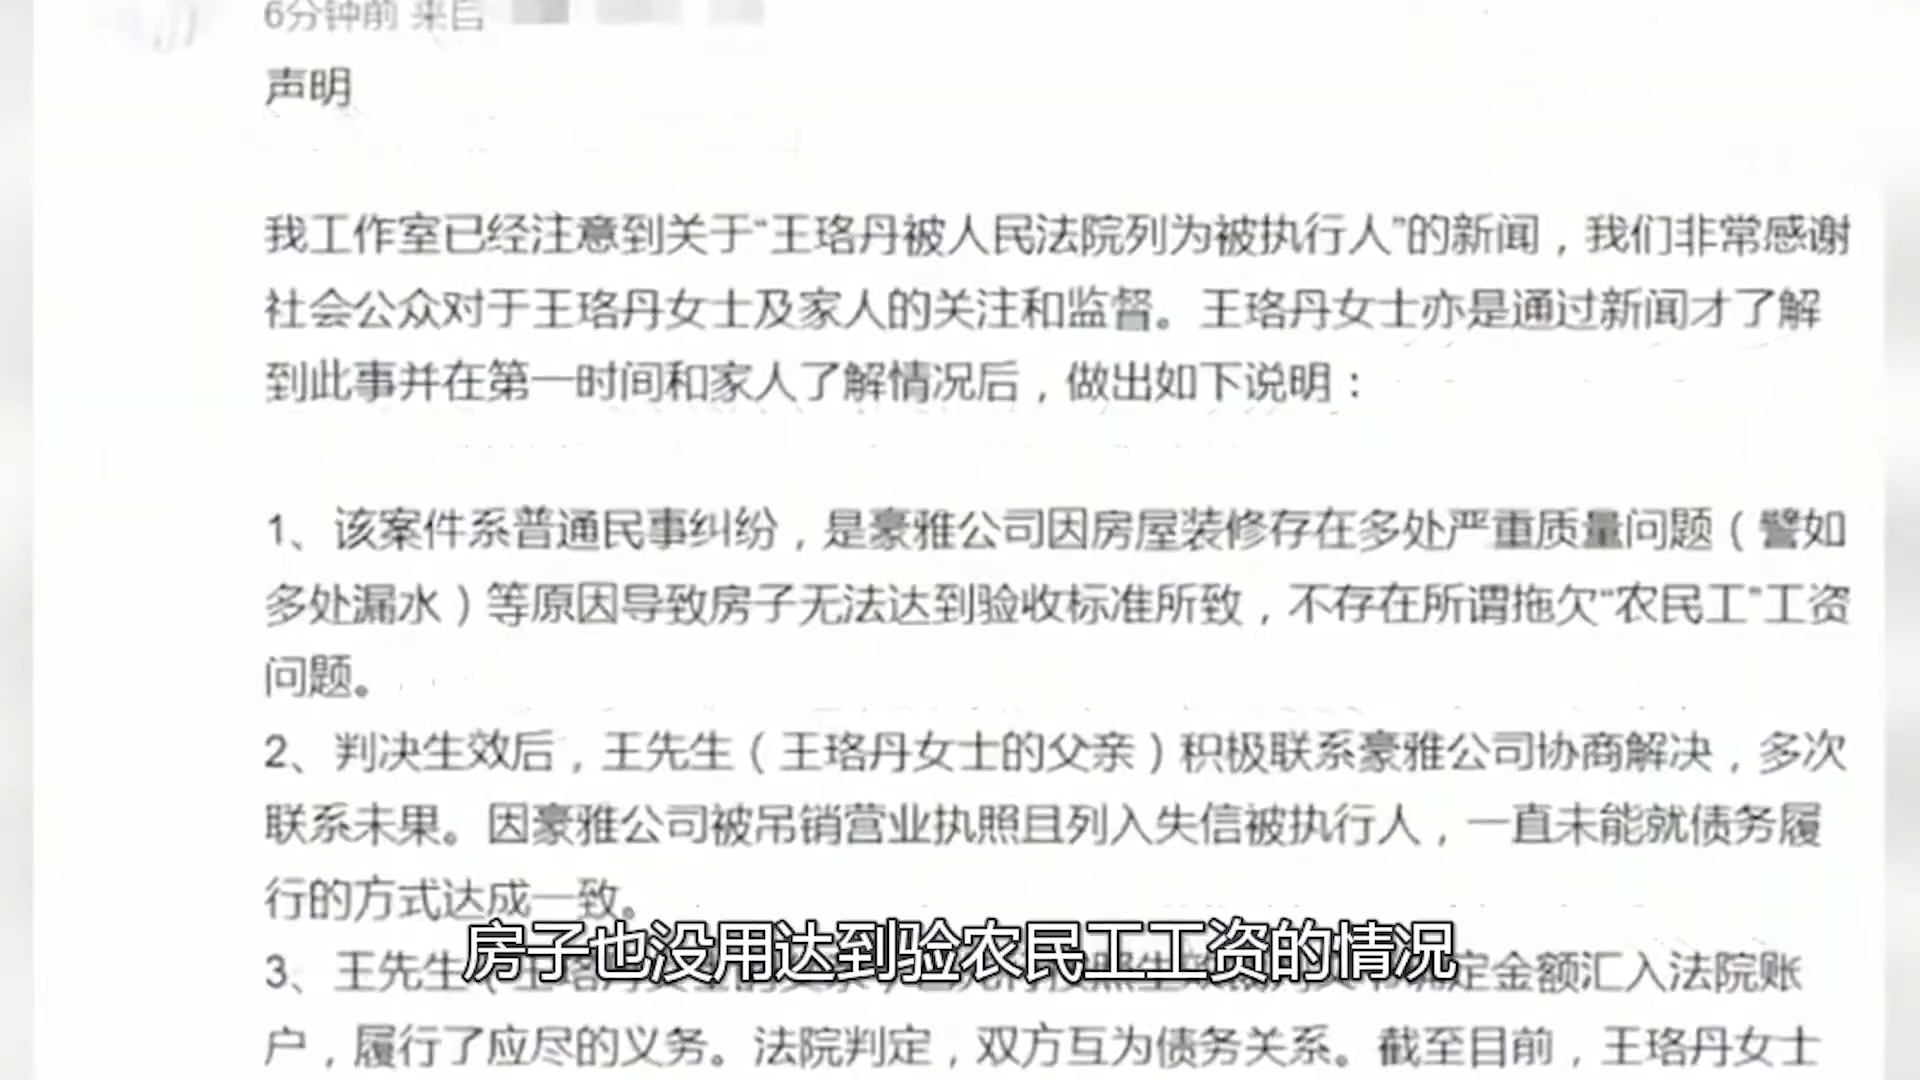 6分钟前 来自
声明
我工作室已经注意到关于“王珞丹被人民法院列为被执行人”的新闻，我们非常感谢
社会公众对于王珞丹女士及家人的关注和监督。王珞丹女士亦是通过新闻才了解
到此事并在第一时间和家人了解情况后，做出如下说明：
1、该案件系普通民事纠纷，是豪雅公司因房屋装修存在多处严重质量问题（譬如
多处漏水）等原因导致房子无法达到验收标准所致，不存在所谓拖欠“农民工”工资
问题。
2、判决生效后，王先生（王珞丹女士的父亲）积极联系豪雅公司协商解决，多次
联系未果。因豪雅公司被吊销营业执照且列入失信被执行人，一直未能就债务履
行的方式达成一致。
房子也没用达到验农民工工资的情况
3、王先生 定金额汇入法院账
户，履行了应尽的义务。法院判定，双方互为债务关系。截至目前，王珞丹女士